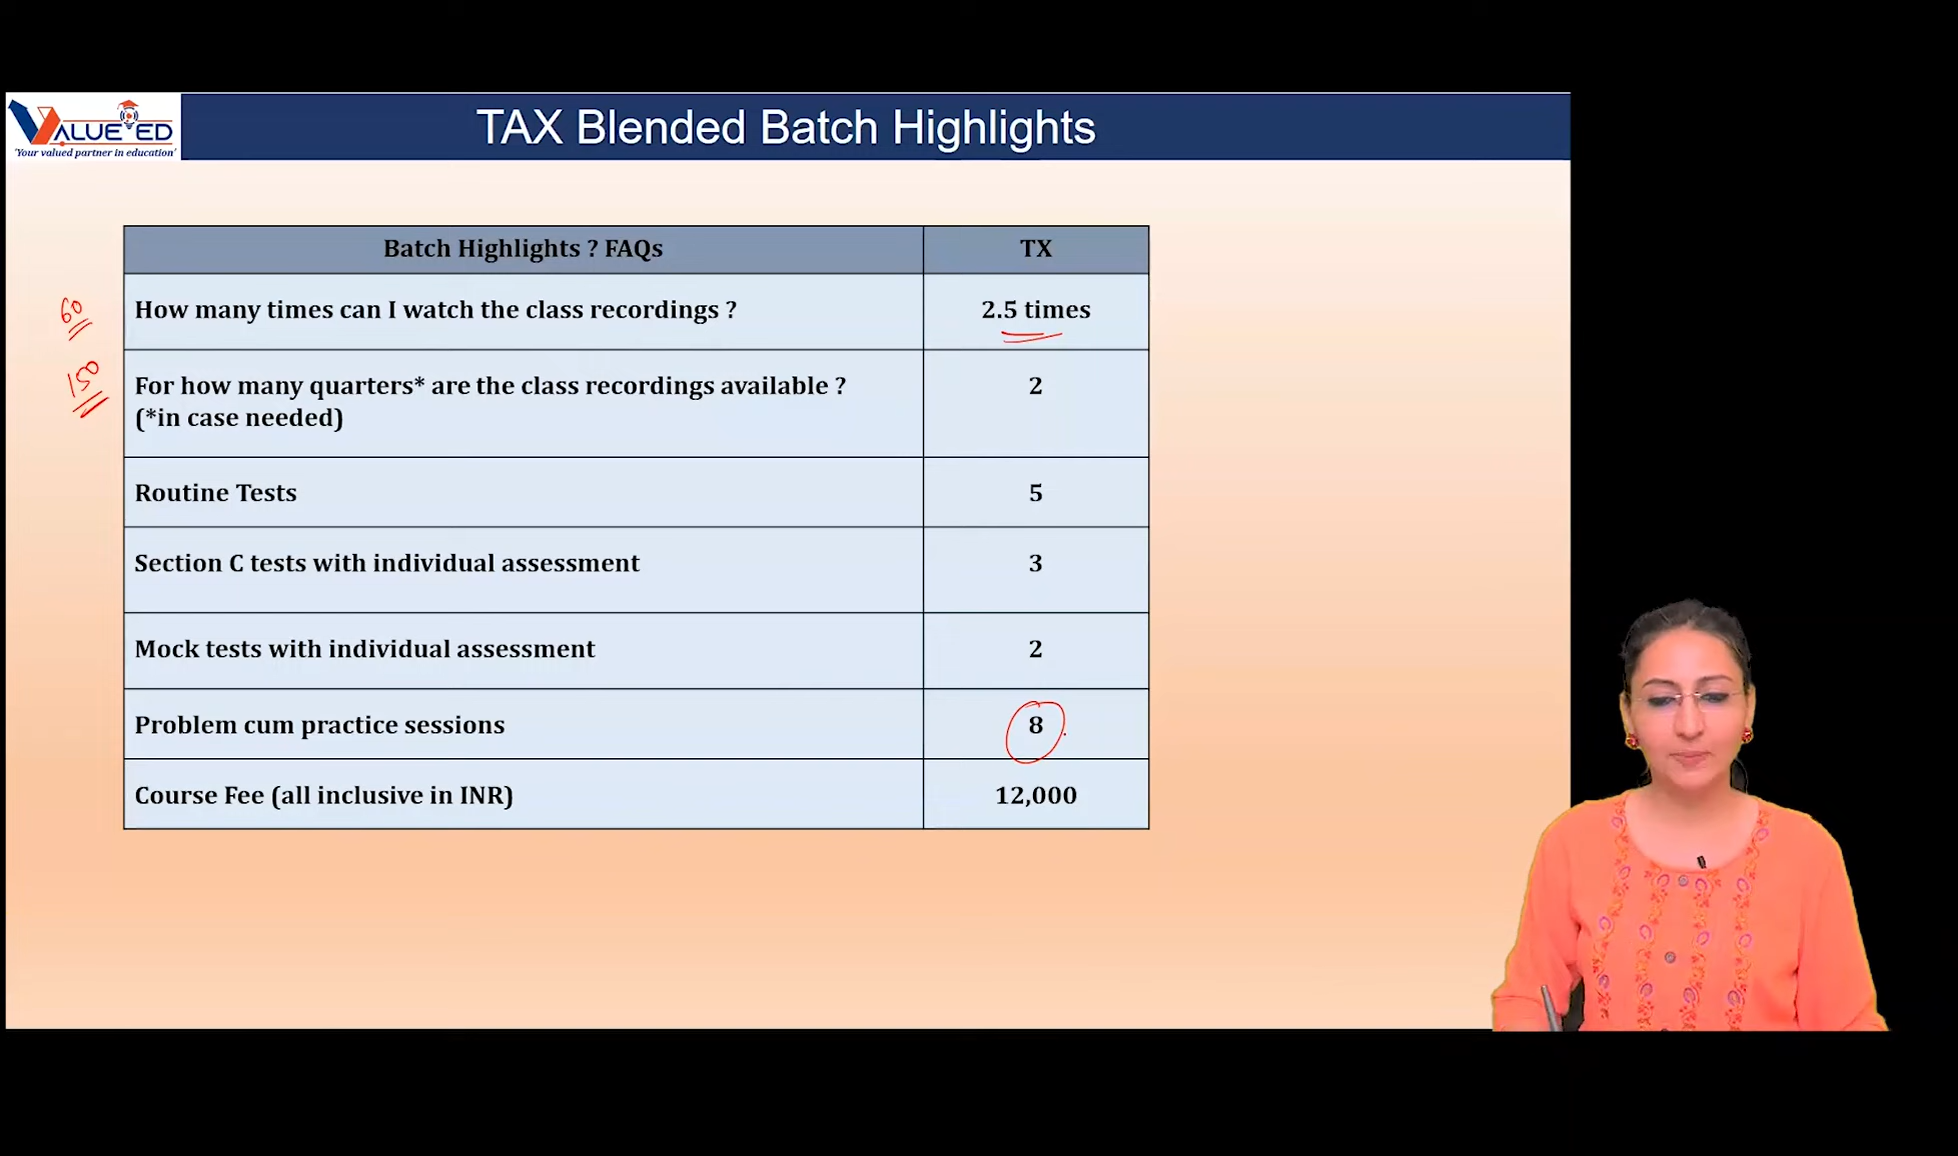 VALUE ED
'Your valued partner in education'
TAX Blended Batch Highlights
Batch Highlights ? FAQs TX
60
How many times can I watch the class recordings ? 2.5 times
150
For how many quarters* are the class recordings available ? 2
(*in case needed)
Routine Tests 5
Section C tests with individual assessment 3
Mock tests with individual assessment 2
Problem cum practice sessions 8
Course Fee (all inclusive in INR) 12,000